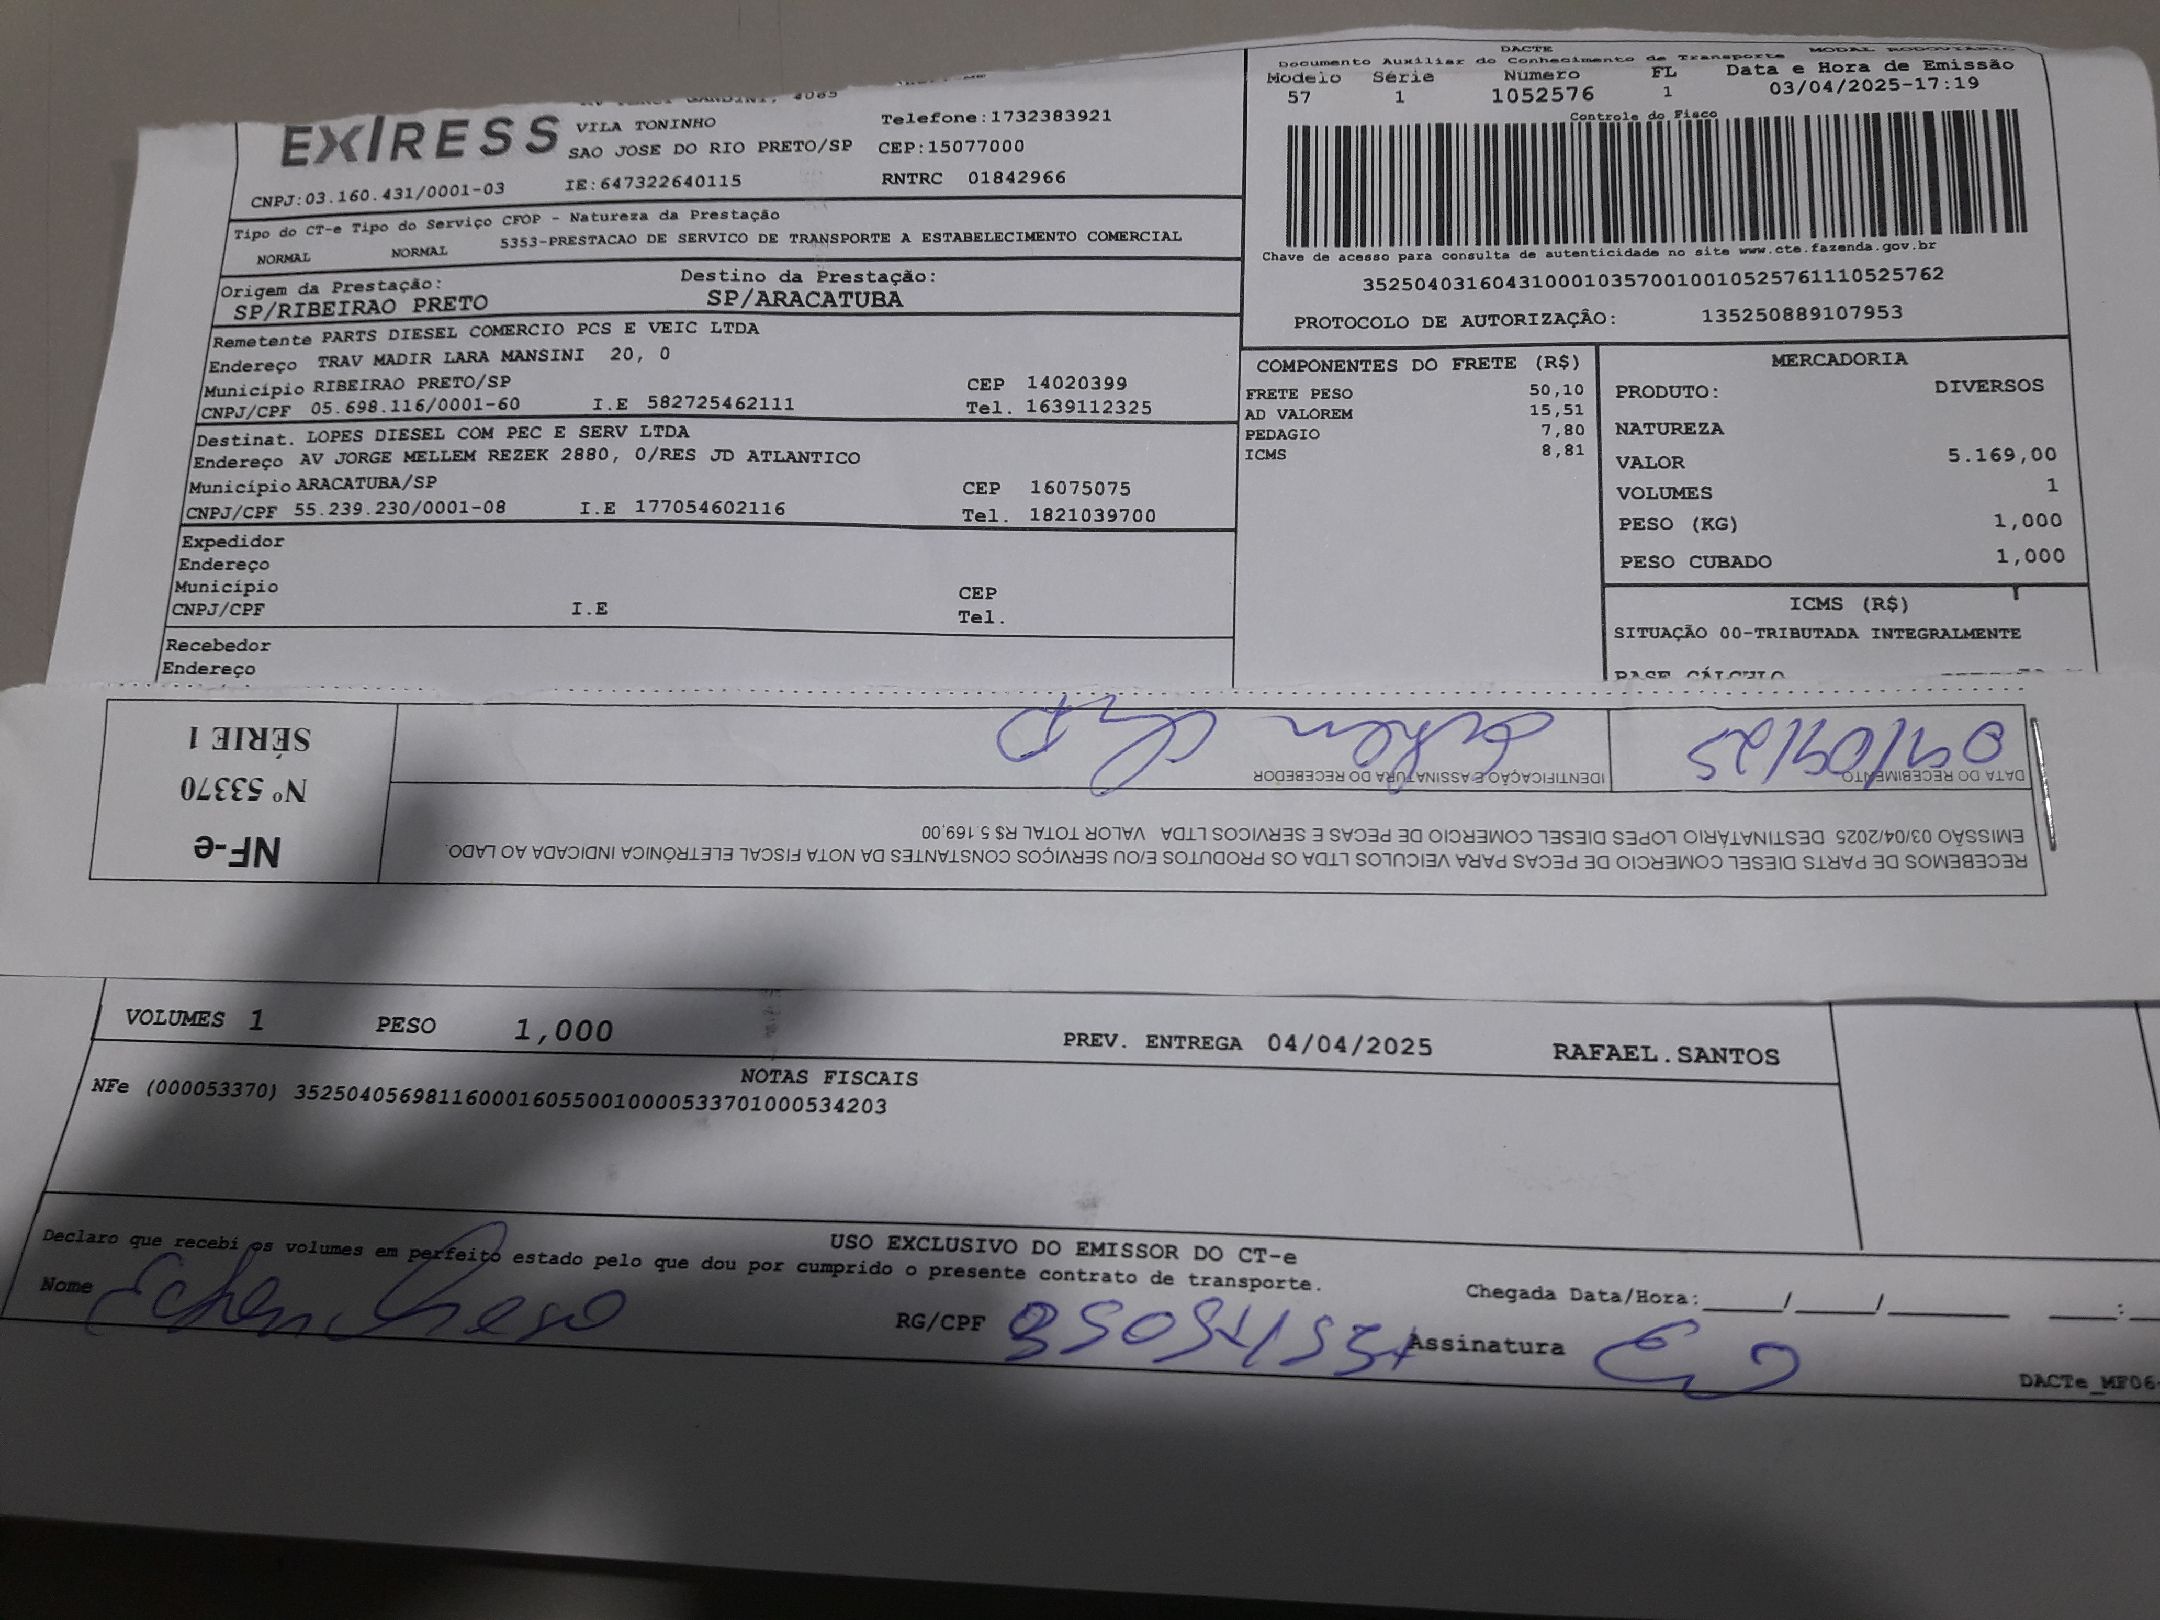 DACTE MODAL RODOVIÁRIO
Documento Auxiliar do Conhecimento de Transporte
Modelo Série Número FL Data e Hora de Emissão
57 1 1052576 1 03/04/2025-17:19
Controle do Fisco
4085
EXIRESS VILA TONINHO Telefone:1732383921
SAO JOSE DO RIO PRETO/SP CEP:15077000
CNPJ:03.160.431/0001-03 IE:647322640115 RNTRC 01842966
Tipo do CT-e Tipo do Serviço CFOP - Natureza da Prestação
NORMAL NORMAL 5353-PRESTACAO DE SERVICO DE TRANSPORTE A ESTABELECIMENTO COMERCIAL
Chave de acesso para consulta de autenticidade no site www.cte.fazenda.gov.br
35250403160431000103570010010525761110525762
PROTOCOLO DE AUTORIZAÇÃO: 135250889107953
Origem da Prestação: Destino da Prestação:
SP/RIBEIRAO PRETO SP/ARACATUBA
Remetente PARTS DIESEL COMERCIO PCS E VEIC LTDA
Endereço TRAV MADIR LARA MANSINI 20, 0
Município RIBEIRAO PRETO/SP CEP 14020399
CNPJ/CPF 05.698.116/0001-60 I.E 582725462111 Tel. 1639112325
Destinat. LOPES DIESEL COM PEC E SERV LTDA
Endereço AV JORGE MELLEM REZEK 2880, 0/RES JD ATLANTICO
Município ARACATUBA/SP CEP 16075075
CNPJ/CPF 55.239.230/0001-08 I.E 177054602116 Tel. 1821039700
Expedidor
Endereço
Município CEP
CNPJ/CPF I.E Tel.
Recebedor
Endereço
COMPONENTES DO FRETE (R$)
FRETE PESO 50,10
AD VALOREM 15,51
PEDAGIO 7,80
ICMS 8,81
MERCADORIA
PRODUTO: DIVERSOS
NATUREZA
VALOR 5.169,00
VOLUMES 1
PESO (KG) 1,000
PESO CUBADO 1,000
ICMS (R$)
SITUAÇÃO 00-TRIBUTADA INTEGRALMENTE
BASE CÁLCULO
RECEBEMOS DE PARTS DIESEL COMERCIO DE PECAS PARA VEICULOS LTDA OS PRODUTOS E/OU SERVIÇOS CONSTANTES DA NOTA FISCAL ELETRÔNICA INDICADA AO LADO.
EMISSÃO 03/04/2025 DESTINATÁRIO LOPES DIESEL COMERCIO DE PECAS E SERVICOS LTDA VALOR TOTAL R$ 5.169,00
DATA DO RECEBIMENTO IDENTIFICAÇÃO E ASSINATURA DO RECEBEDOR
04/04/25
NF-e
Nº 53370
SÉRIE 1
VOLUMES 1 PESO 1,000 PREV. ENTREGA 04/04/2025 RAFAEL.SANTOS
NOTAS FISCAIS
NFe (000053370) 35250405698116000160550010000533701000534203
USO EXCLUSIVO DO EMISSOR DO CT-e
Declaro que recebi os volumes em perfeito estado pelo que dou por cumprido o presente contrato de transporte.
Nome RG/CPF Assinatura
Chegada Data/Hora:_____/_____/________ ____:
DACTe_MF06